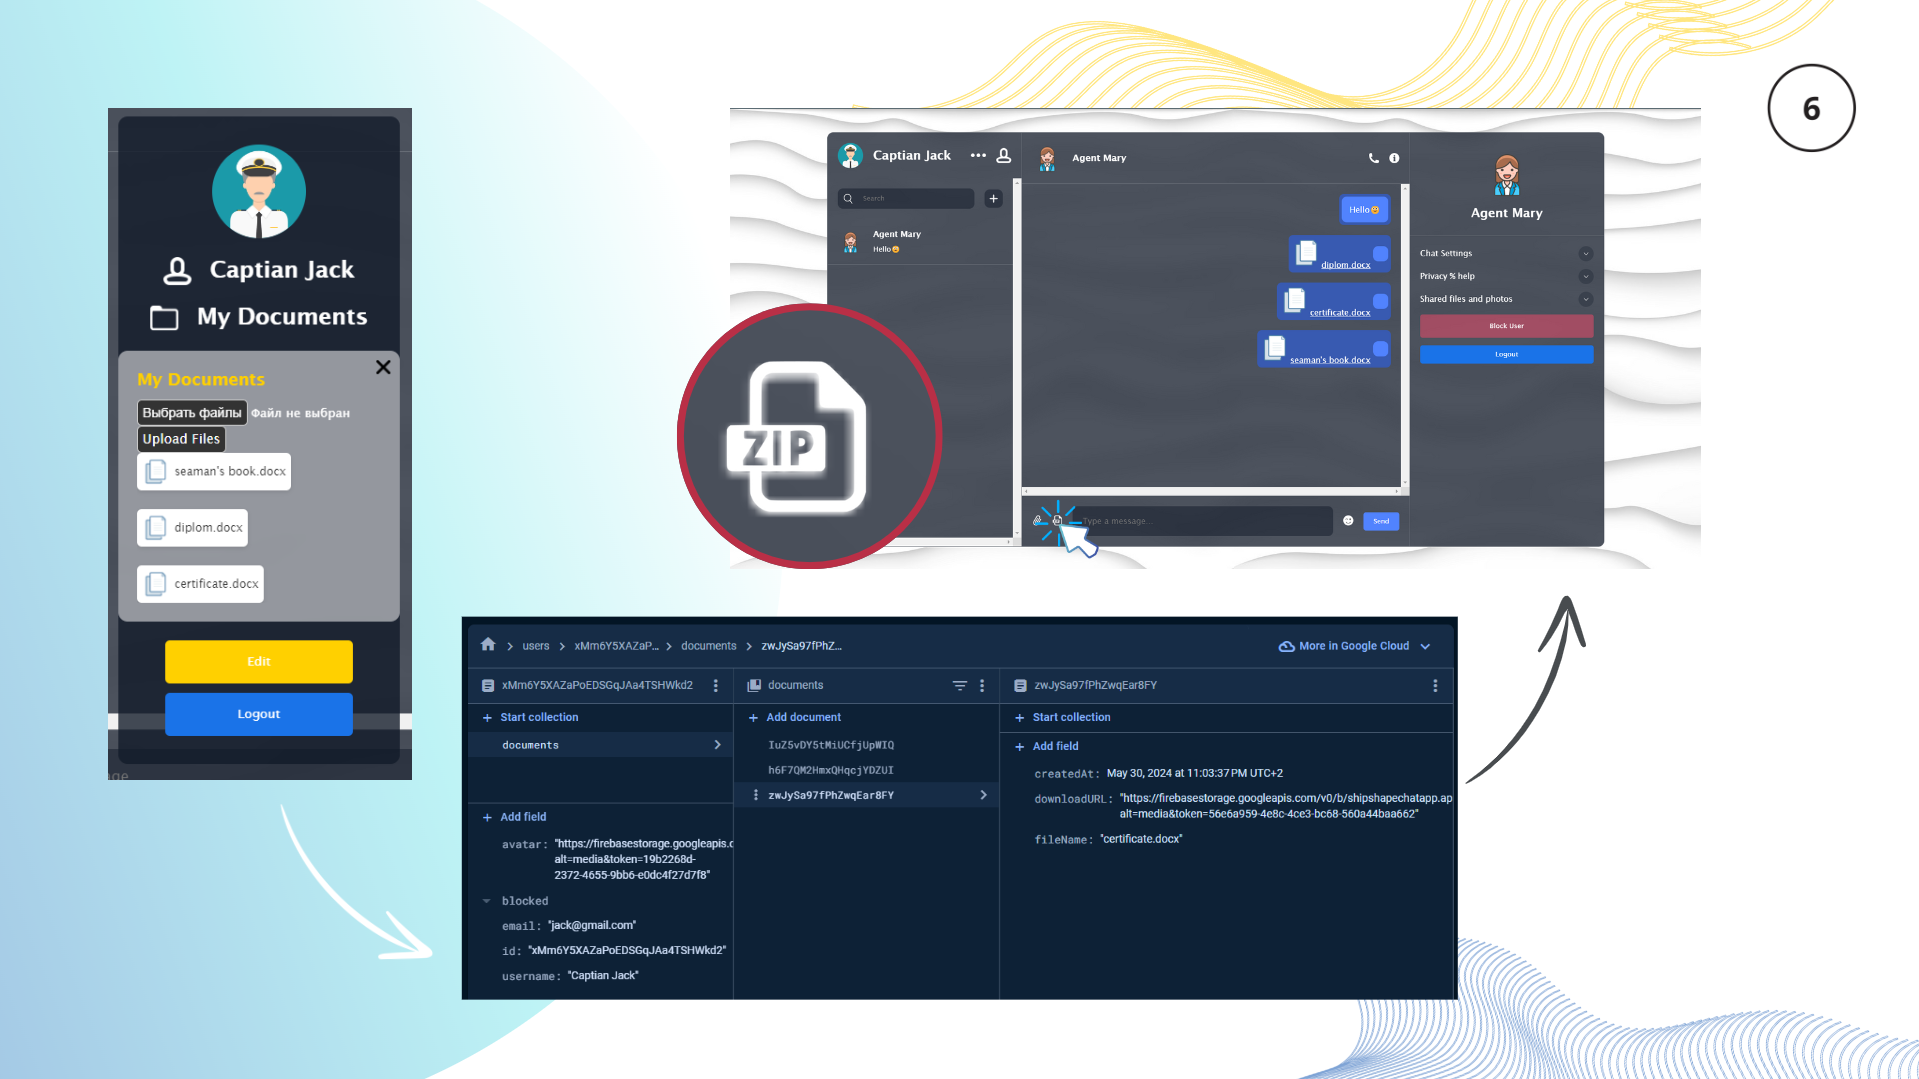 6
Captian Jack
My Documents
My Documents
Выбрать файлы Файл не выбран
Upload Files
seaman's book.docx
diplom.docx
certificate.docx
Edit
Logout
Captian Jack
Search
Agent Mary
Hello
Agent Mary
Hello
diplom.docx
certificate.docx
seaman's book.docx
Type a message...
Send
Agent Mary
Chat Settings
Privacy % help
Shared files and photos
Block User
Logout
ZIP
users > xMm6Y5XAZaP... > documents > zwJySa97fPhZ...
More in Google Cloud
xMm6Y5XAZaPoEDSGqJAa4TSHWkd2
+ Start collection
documents
+ Add field
avatar: "https://firebasestorage.googleapis.c
alt=media&token=19b2268d-
2372-4655-9bb6-e0dc4f27d7f8"
blocked
email: "jack@gmail.com"
id: "xMm6Y5XAZaPoEDSGqJAa4TSHWkd2"
username: "Captian Jack"
documents
+ Add document
IuZ5vDY5tMiUCfjUpWIQ
h6F7QM2HmxQHqcjYDZUI
zwJySa97fPhZwqEar8FY
zwJySa97fPhZwqEar8FY
+ Start collection
+ Add field
createdAt: May 30, 2024 at 11:03:37 PM UTC+2
downloadURL: "https://firebasestorage.googleapis.com/v0/b/shipshapechatapp.ap
alt=media&token=56e6a959-4e8c-4ce3-bc68-560a44baa662"
fileName: "certificate.docx"